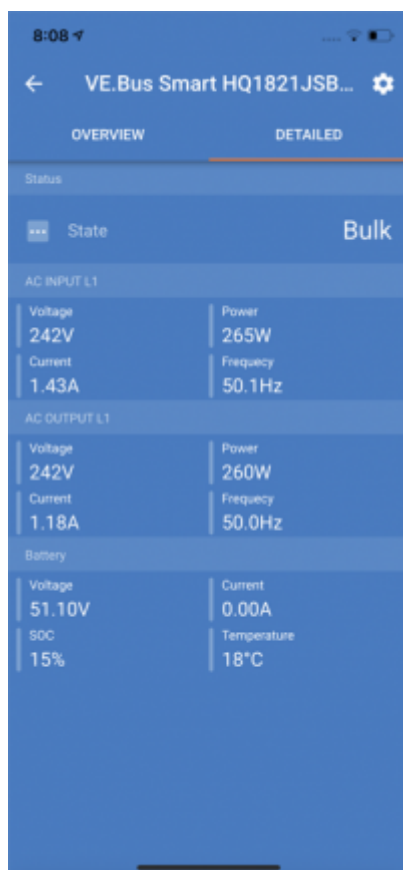 8:08
VE.Bus Smart HQ1821JSB...
OVERVIEW DETAILED
Status
State Bulk
AC INPUT L1
Voltage Power
242V 265W
Current Frequecy
1.43A 50.1Hz
AC OUTPUT L1
Voltage Power
242V 260W
Current Frequecy
1.18A 50.0Hz
Battery
Voltage Current
51.10V 0.00A
SOC Temperature
15% 18°C